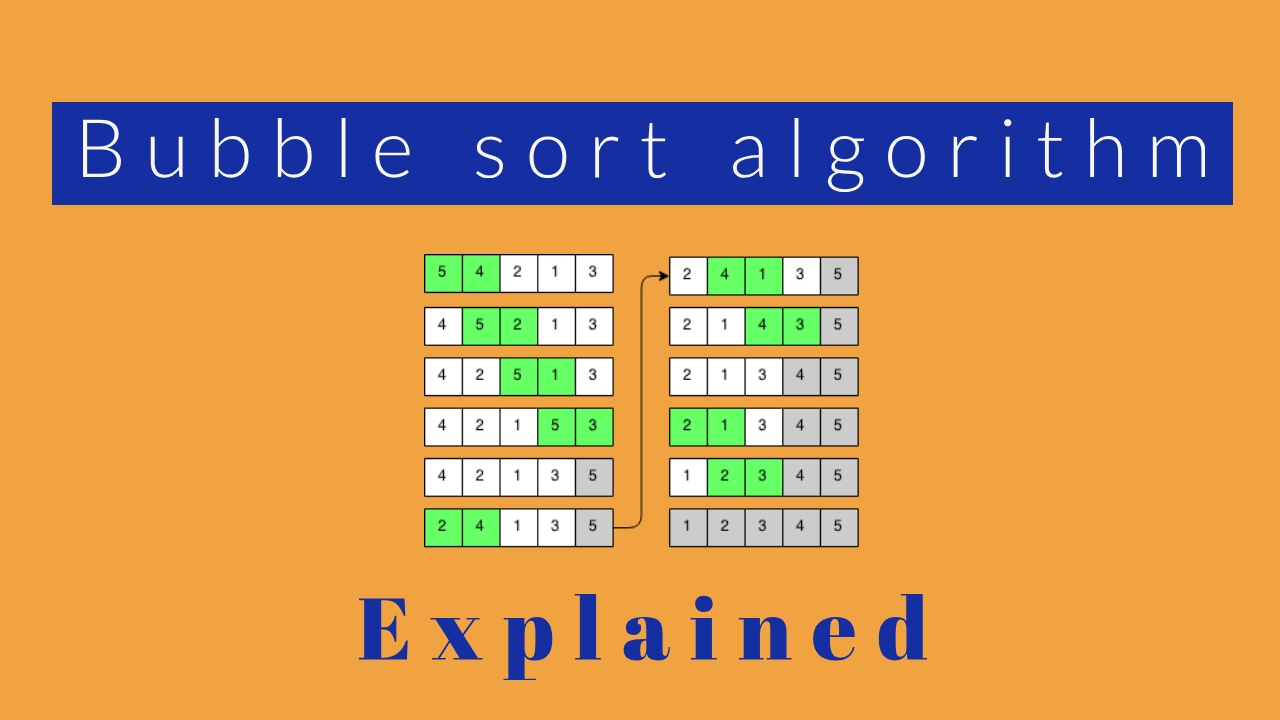 Bubble sort algorithm
5 4 2 1 3
4 5 2 1 3
4 2 5 1 3
4 2 1 5 3
4 2 1 3 5
2 4 1 3 5
2 4 1 3 5
2 1 4 3 5
2 1 3 4 5
2 1 3 4 5
1 2 3 4 5
1 2 3 4 5
Explained